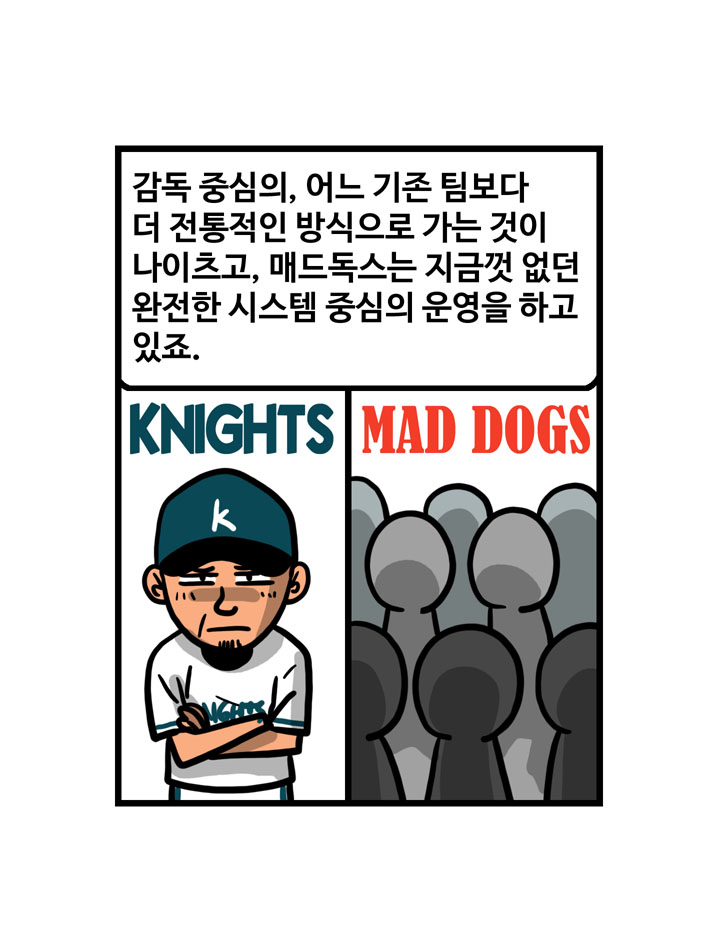 감독 중심의, 어느 기존 팀보다
더 전통적인 방식으로 가는 것이
나이츠고, 매드독스는 지금껏 없던
완전한 시스템 중심의 운영을 하고
있죠.
KNIGHTS
MAD DOGS
k
KNIGHTS